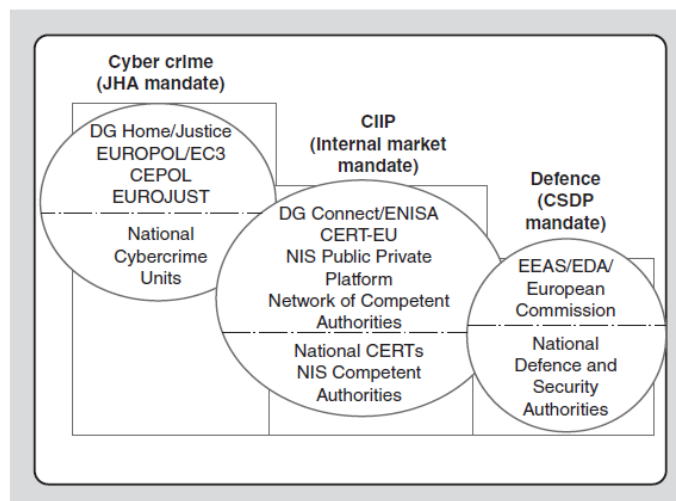 Cyber crime
(JHA mandate)
DG Home/Justice
EUROPOL/EC3
CEPOL
EUROJUST
National
Cybercrime
Units
CIIP
(Internal market
mandate)
DG Connect/ENISA
CERT-EU
NIS Public Private
Platform
Network of Competent
Authorities
National CERTs
NIS Competent
Authorities
Defence
(CSDP
mandate)
EEAS/EDA/
European
Commission
National
Defence and
Security
Authorities